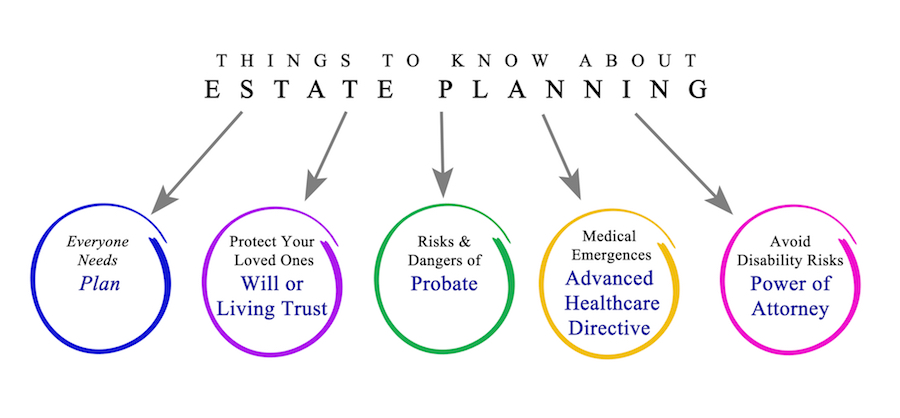 THINGS TO KNOW ABOUT
ESTATE PLANNING
Everyone
Needs
Plan
Protect Your
Loved Ones
Will or
Living Trust
Risks &
Dangers of
Probate
Medical
Emergences
Advanced
Healthcare
Directive
Avoid
Disability Risks
Power of
Attorney